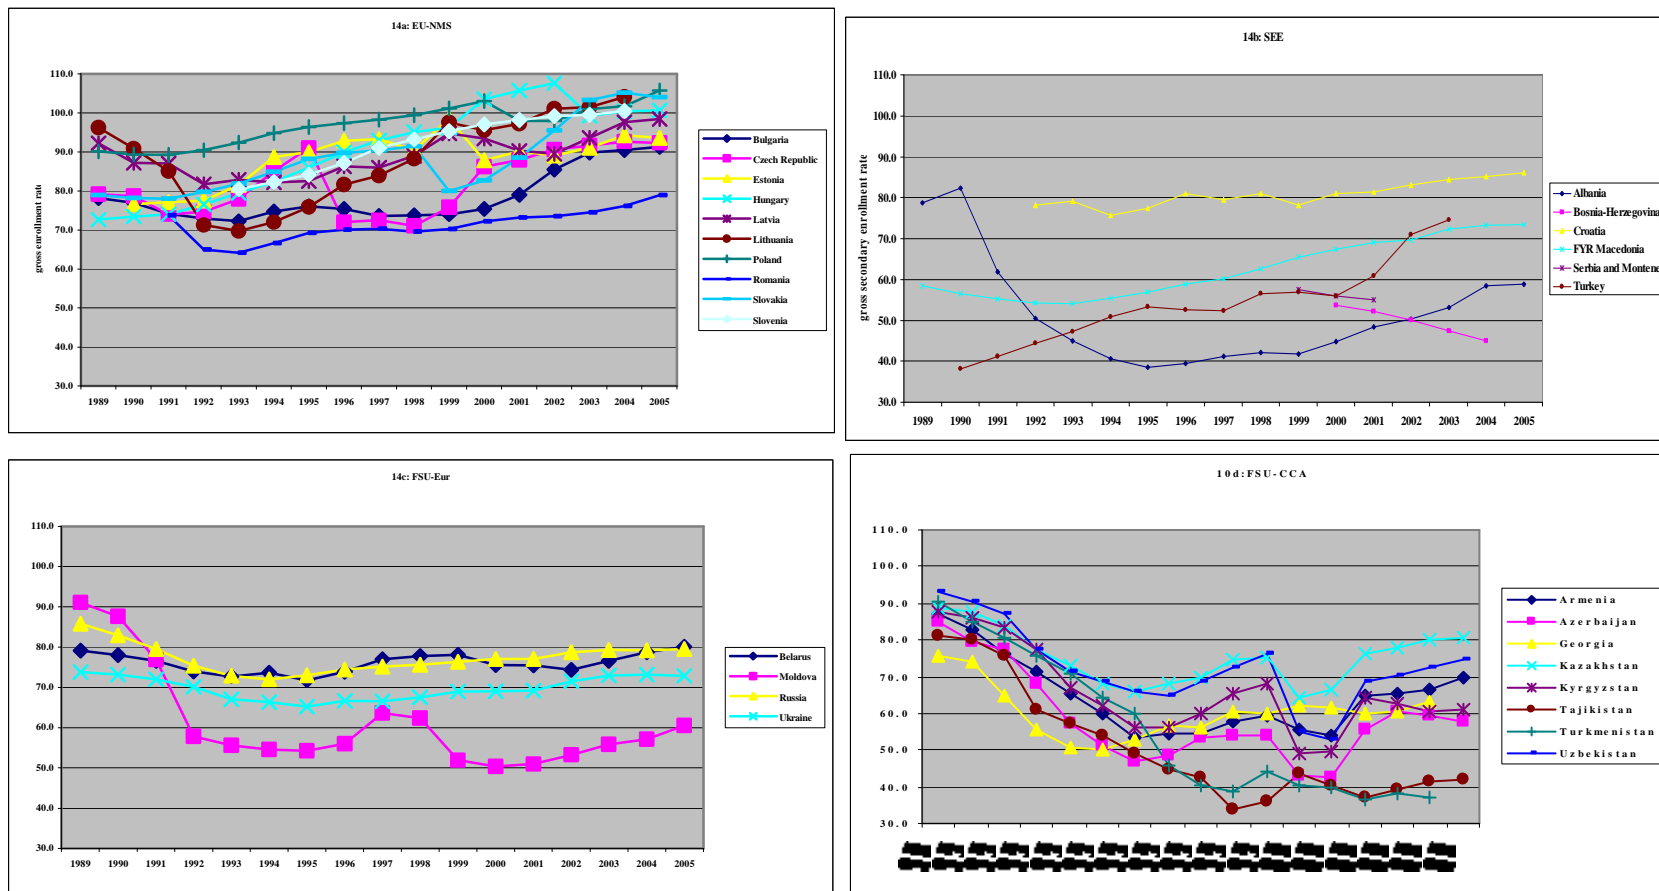 14a: EU-NMS
gross enrollment rate
110.0
100.0
90.0
80.0
70.0
60.0
50.0
40.0
30.0
1989 1990 1991 1992 1993 1994 1995 1996 1997 1998 1999 2000 2001 2002 2003 2004 2005
Bulgaria
Czech Republic
Estonia
Hungary
Latvia
Lithuania
Poland
Romania
Slovakia
Slovenia
14b: SEE
gross secondary enrollment rate
110.0
100.0
90.0
80.0
70.0
60.0
50.0
40.0
30.0
1989 1990 1991 1992 1993 1994 1995 1996 1997 1998 1999 2000 2001 2002 2003 2004 2005
Albania
Bosnia-Herzegovina
Croatia
FYR Macedonia
Serbia and Montene
Turkey
14c: FSU-Eur
110.0
100.0
90.0
80.0
70.0
60.0
50.0
40.0
30.0
1989 1990 1991 1992 1993 1994 1995 1996 1997 1998 1999 2000 2001 2002 2003 2004 2005
Belarus
Moldova
Russia
Ukraine
10d: FSU-CCA
110.0
100.0
90.0
80.0
70.0
60.0
50.0
40.0
30.0
Armenia
Azerbaijan
Georgia
Kazakhstan
Kyrgyzstan
Tajikistan
Turkmenistan
Uzbekistan